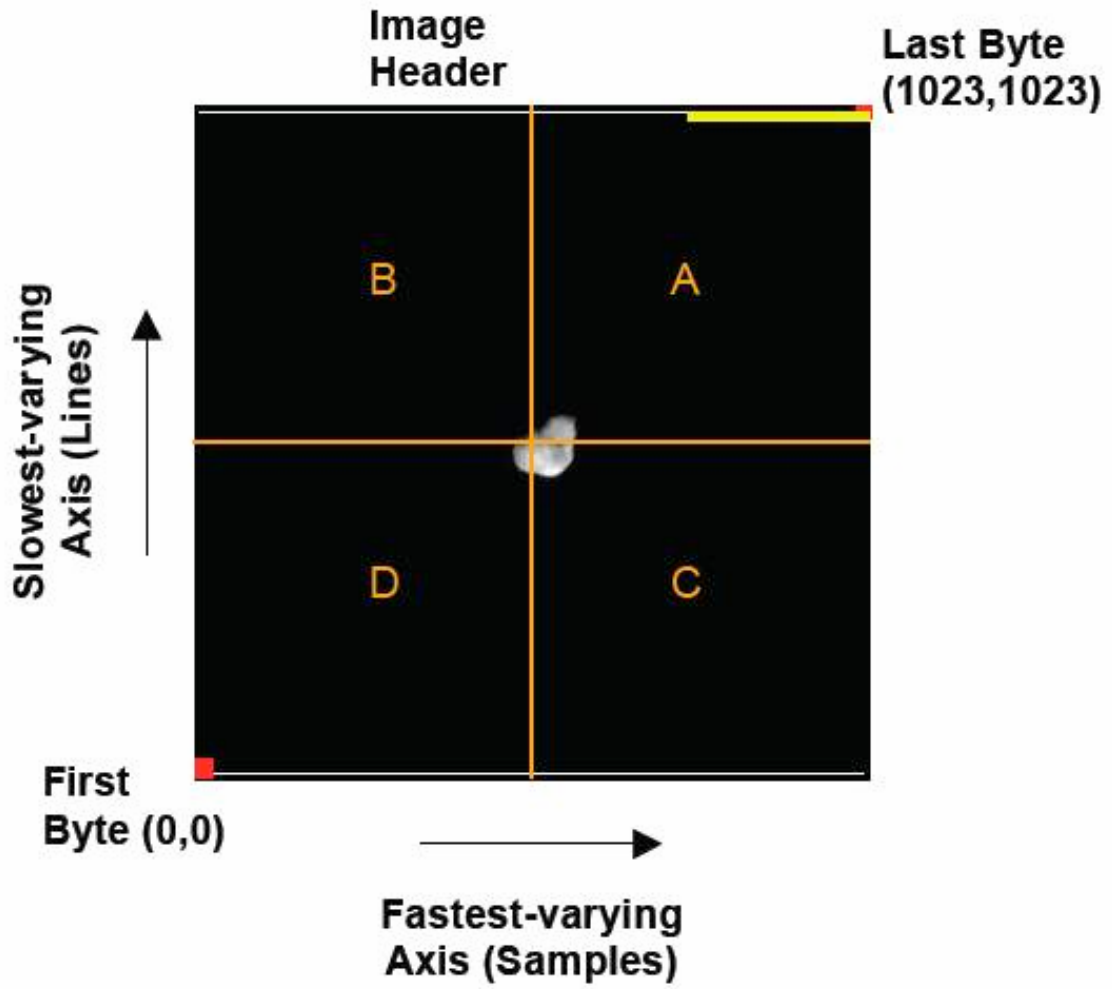 Image
Header
Last Byte
(1023,1023)
B
A
Slowest-varying
Axis (Lines)
D
C
First
Byte (0,0)
Fastest-varying
Axis (Samples)